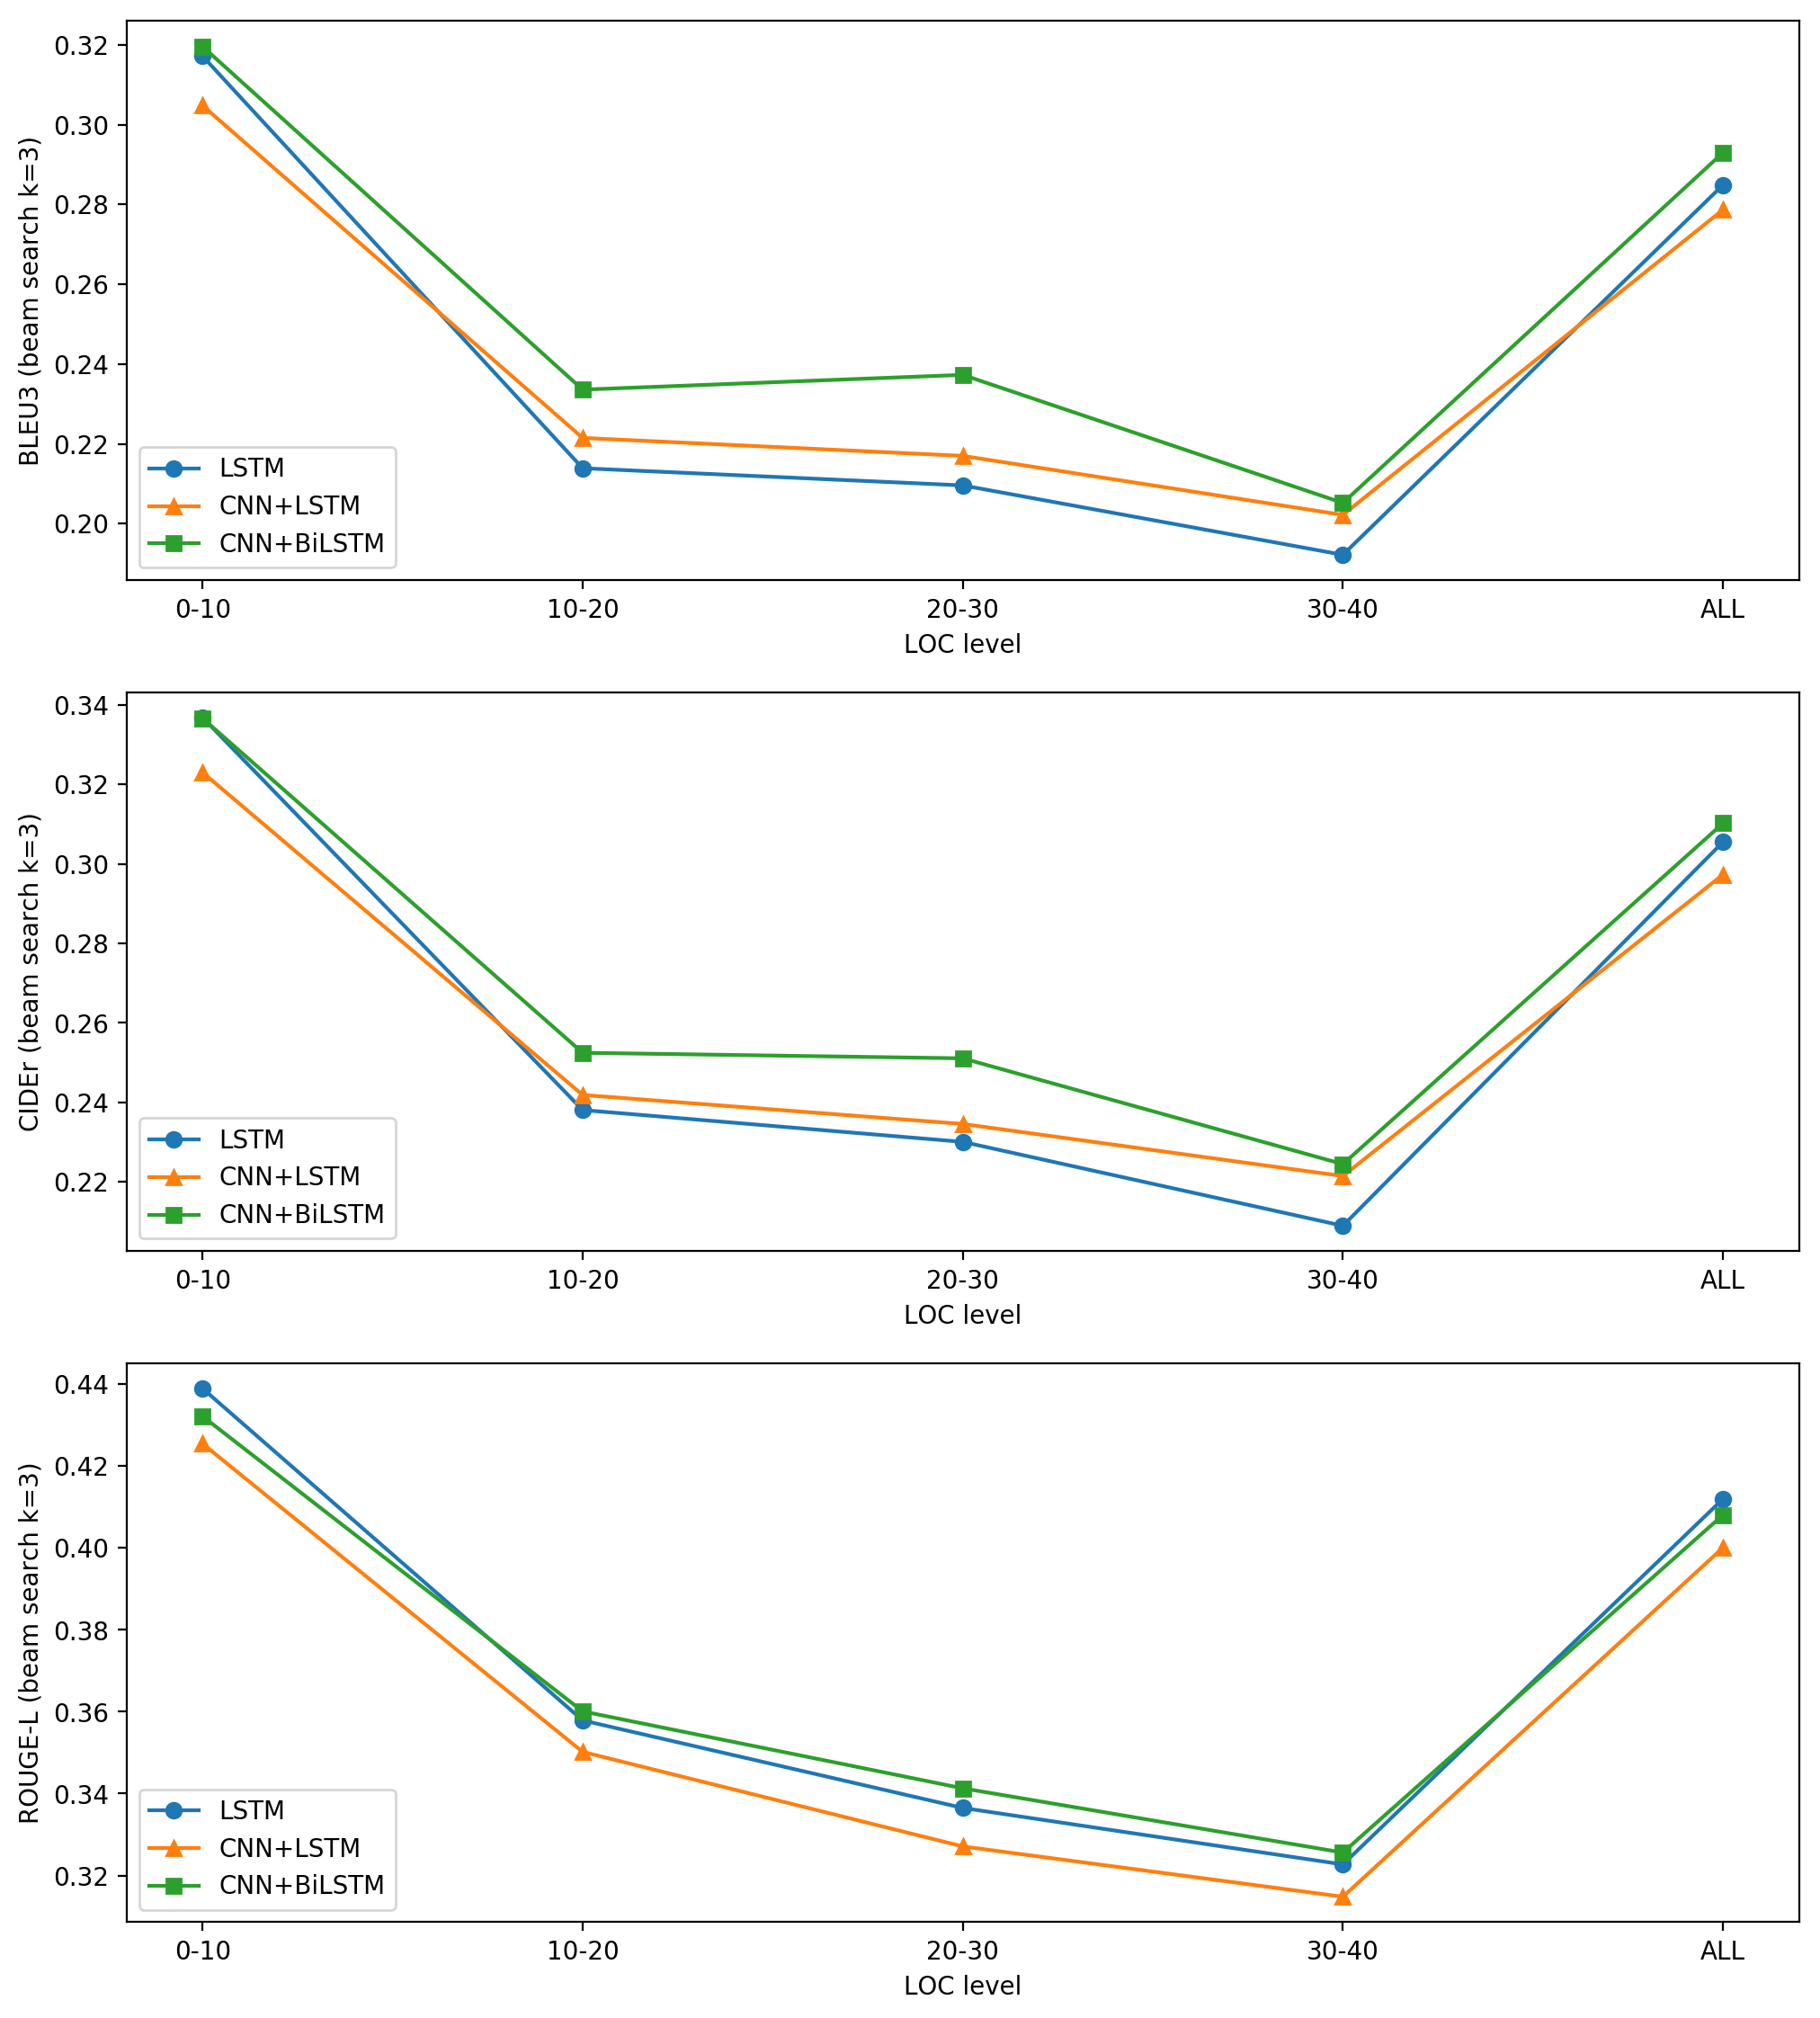 BLEU3 (beam search k=3)
0.32
0.30
0.28
0.26
0.24
0.22
0.20
LSTM
CNN+LSTM
CNN+BiLSTM
0-10 10-20 20-30 30-40 ALL
LOC level
CIDEr (beam search k=3)
0.34
0.32
0.30
0.28
0.26
0.24
0.22
LSTM
CNN+LSTM
CNN+BiLSTM
0-10 10-20 20-30 30-40 ALL
LOC level
ROUGE-L (beam search k=3)
0.44
0.42
0.40
0.38
0.36
0.34
0.32
LSTM
CNN+LSTM
CNN+BiLSTM
0-10 10-20 20-30 30-40 ALL
LOC level